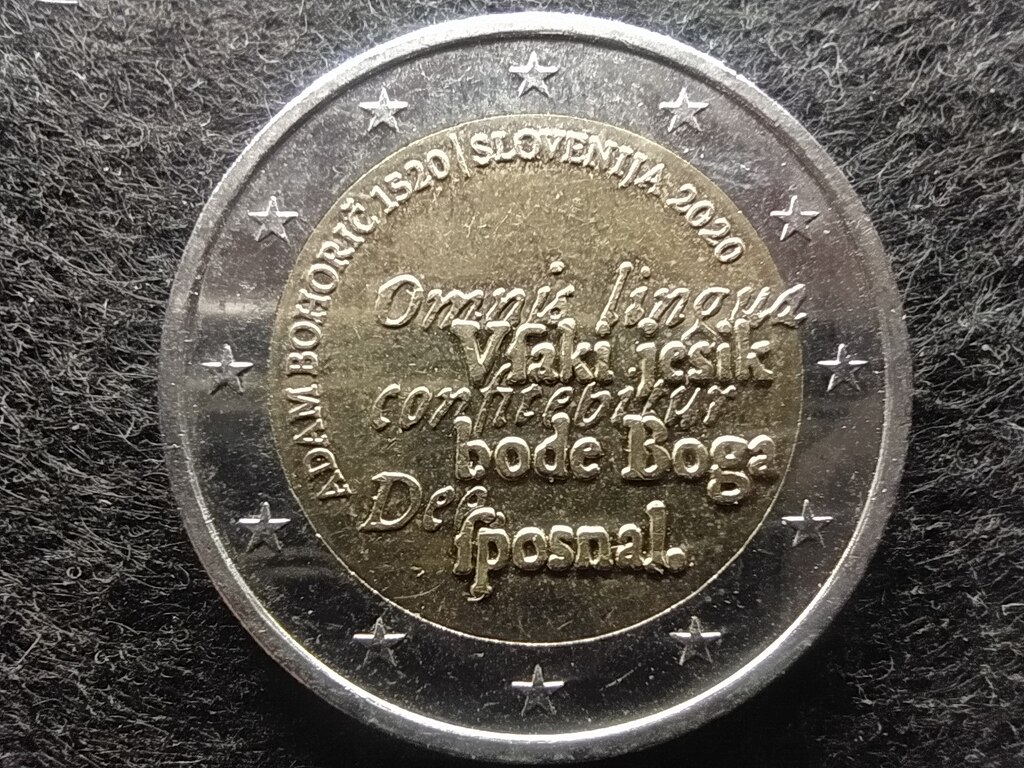 ADAM BOHORIČ 1520 | SLOVENIJA 2020
Omnis lingua
Vſaki jesik
confitebitur
bode Boga
Deo
ſposnal.